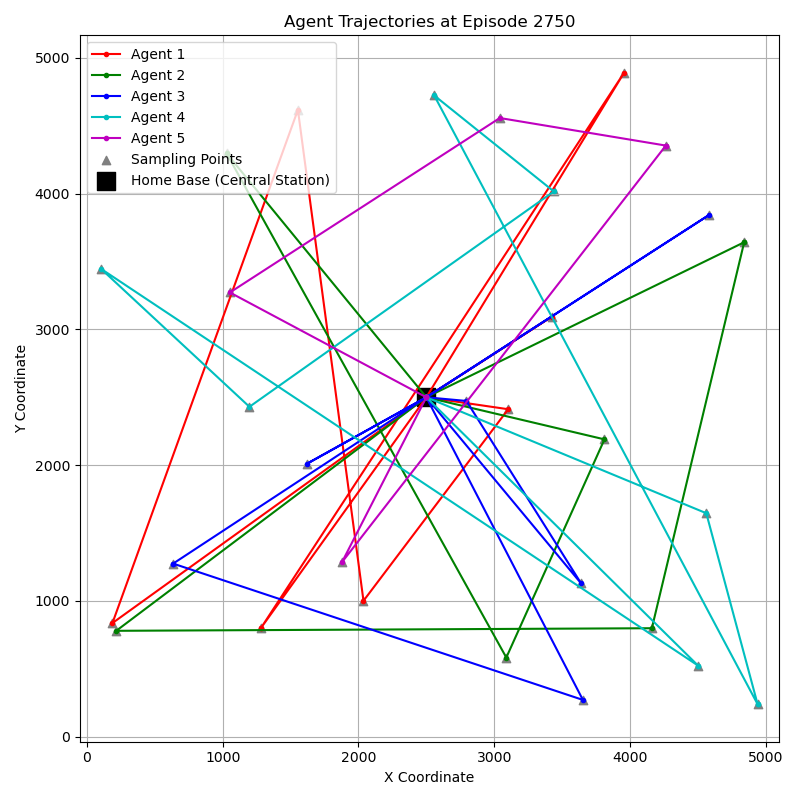 Agent Trajectories at Episode 2750
Agent 1
Agent 2
Agent 3
Agent 4
Agent 5
Sampling Points
Home Base (Central Station)
Y Coordinate
5000
4000
3000
2000
1000
0
0 1000 2000 3000 4000 5000
X Coordinate